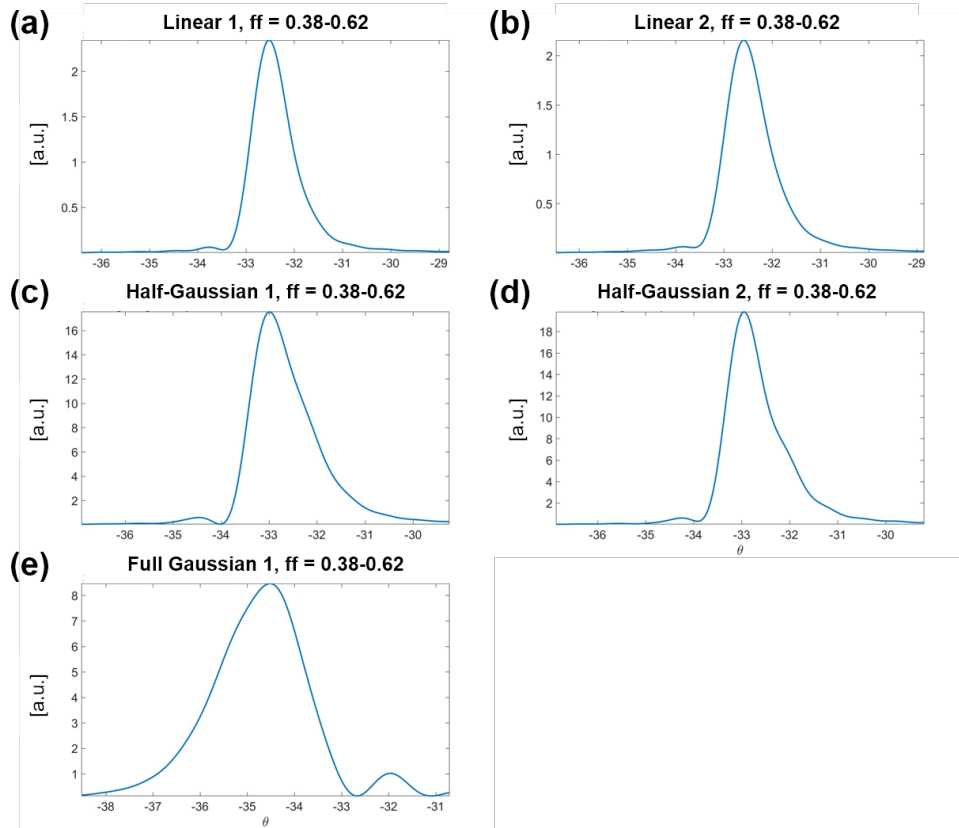 (a) Linear 1, ff = 0.38-0.62
[a.u.]
2
1.5
1
0.5
-36 -35 -34 -33 -32 -31 -30 -29
(b) Linear 2, ff = 0.38-0.62
[a.u.]
2
1.5
1
0.5
-36 -35 -34 -33 -32 -31 -30 -29
(c) Half-Gaussian 1, ff = 0.38-0.62
[a.u.]
16
14
12
10
8
6
4
2
-36 -35 -34 -33 -32 -31 -30
(d) Half-Gaussian 2, ff = 0.38-0.62
[a.u.]
18
16
14
12
10
8
6
4
2
-36 -35 -34 -33 -32 -31 -30
θ
(e) Full Gaussian 1, ff = 0.38-0.62
[a.u.]
8
7
6
5
4
3
2
1
-38 -37 -36 -35 -34 -33 -32 -31
θ